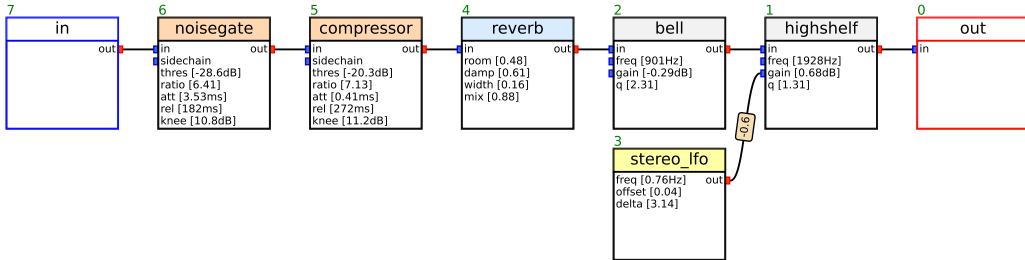 7
in
out
6
noisegate
in
out
sidechain
thres [-28.6dB]
ratio [6.41]
att [3.53ms]
rel [182ms]
knee [10.8dB]
5
compressor
in
out
sidechain
thres [-20.3dB]
ratio [7.13]
att [0.41ms]
rel [272ms]
knee [11.2dB]
4
reverb
in
out
room [0.48]
damp [0.61]
width [0.16]
mix [0.88]
2
bell
in
out
freq [901Hz]
gain [-0.29dB]
q [2.31]
1
highshelf
in
out
freq [1928Hz]
gain [0.68dB]
q [1.31]
0
out
in
-0.6
3
stereo_lfo
freq [0.76Hz]
out
offset [0.04]
delta [3.14]